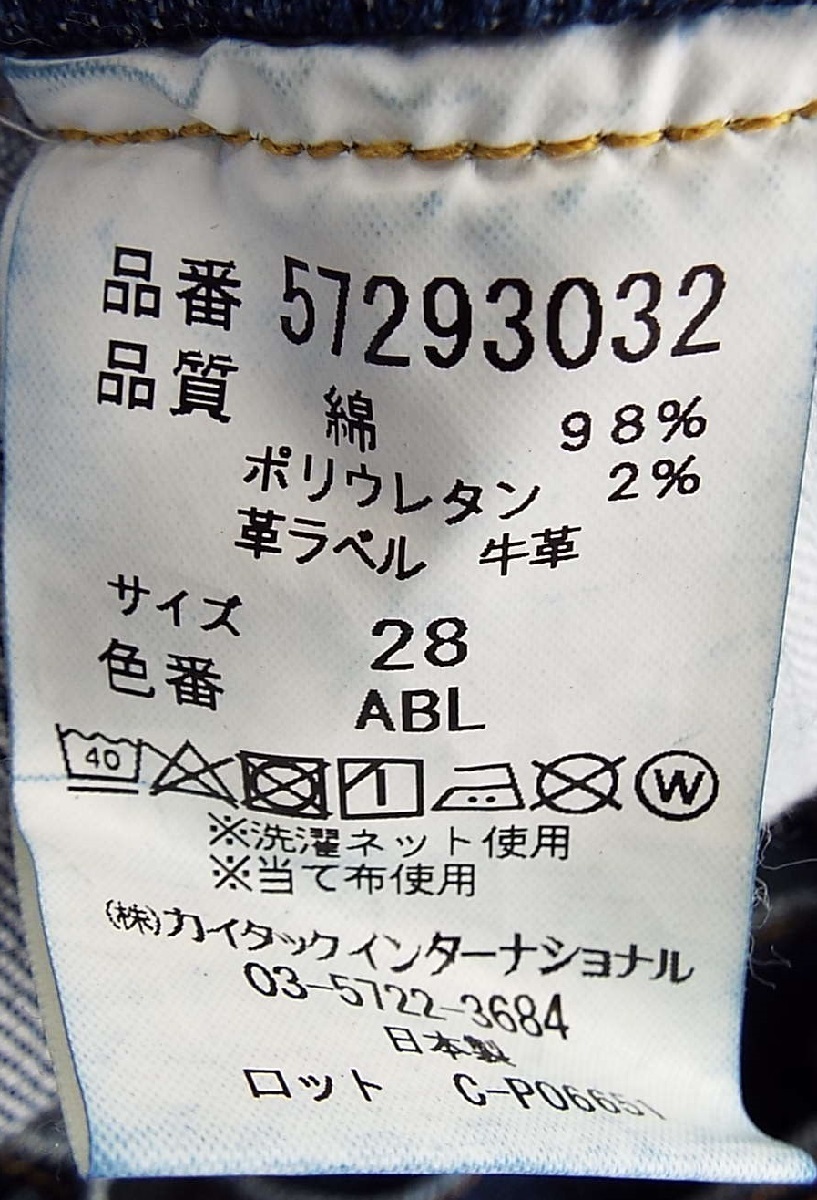 品番 57293032
品質 綿 98%
ポリウレタン 2%
革ラベル 牛革
サイズ 28
色番 ABL
40 W
※洗濯ネット使用
※当て布使用
(株)カイタックインターナショナル
03-5722-3684
日本製
ロット C-P06651